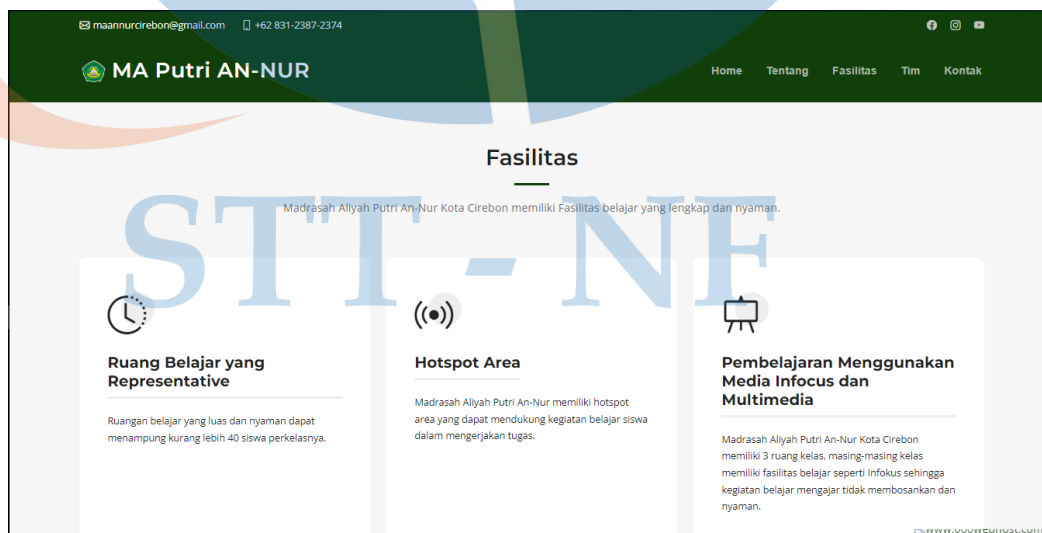 maannurcirebon@gmail.com +62 831-2387-2374
MA Putri AN-NUR
Home Tentang Fasilitas Tim Kontak
Fasilitas
Madrasah Aliyah Putri An-Nur Kota Cirebon memiliki Fasilitas belajar yang lengkap dan nyaman.
STT - NF
Ruang Belajar yang
Representative
Ruangan belajar yang luas dan nyaman dapat
menampung kurang lebih 40 siswa perkelasnya.
Hotspot Area
Madrasah Aliyah Putri An-Nur memiliki hotspot
area yang dapat mendukung kegiatan belajar siswa
dalam mengerjakan tugas.
Pembelajaran Menggunakan
Media Infocus dan
Multimedia
Madrasah Aliyah Putri An-Nur Kota Cirebon
memiliki 3 ruang kelas, masing-masing kelas
memiliki fasilitas belajar seperti Infokus sehingga
kegiatan belajar mengajar tidak membosankan dan
nyaman.
www.000webhost.com